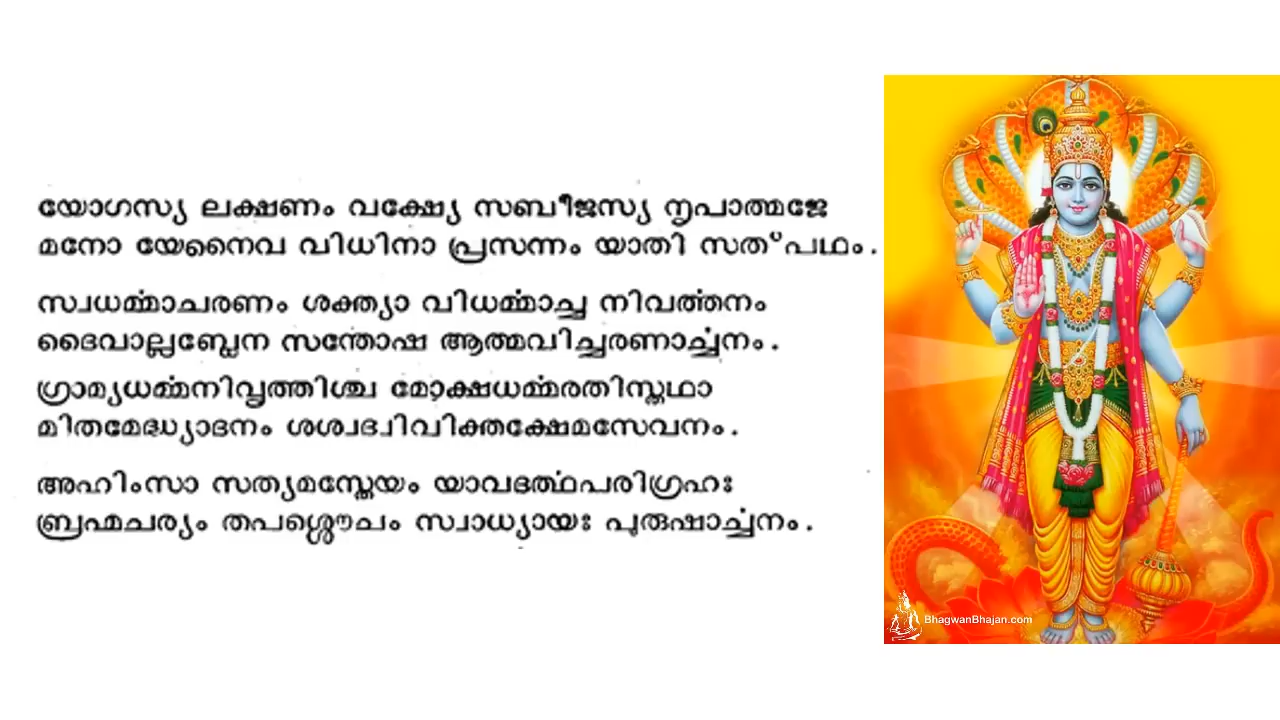 യോഗസ്യ ലക്ഷണം വക്ഷ്യേ സബീജസ്യ നൃപാത്മജേ
മനോ യേനൈവ വിധിനാ പ്രസന്നം യാതി സത്പഥം.
സ്വധർമ്മാചരണം ശക്ത്യാ വിധർമ്മാച്ച നിവർത്തനം
ദൈവാല്ലബ്ധേന സന്തോഷ ആത്മവിച്ചരണാർച്ചനം.
ഗ്രാമ്യധർമ്മനിവൃത്തിശ്ച മോക്ഷധർമ്മരതിസ്തഥാ
മിതമേദ്ധ്യാദനം ശശ്വദ്വിവിക്തക്ഷേമസേവനം.
അഹിംസാ സത്യമസ്തേയം യാവദർത്ഥപരിഗ്രഹഃ
ബ്രഹ്മചര്യം തപശ്ശൌചം സ്വാധ്യായഃ പുരുഷാർച്ചനം.
BhagwanBhajan.com